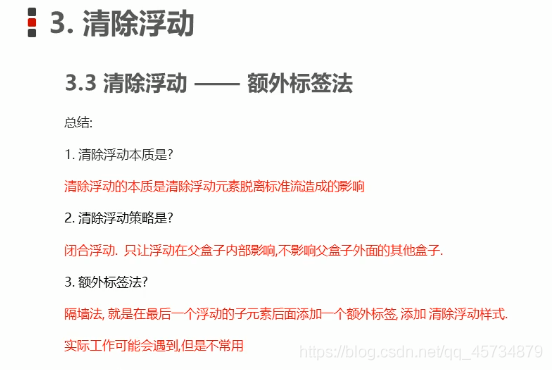 3. 清除浮动
3.3 清除浮动 —— 额外标签法
总结:
1. 清除浮动本质是?
清除浮动的本质是清除浮动元素脱离标准流造成的影响
2. 清除浮动策略是?
闭合浮动. 只让浮动在父盒子内部影响,不影响父盒子外面的其他盒子.
3. 额外标签法?
隔墙法, 就是在最后一个浮动的子元素后面添加一个额外标签, 添加 清除浮动样式.
实际工作可能会遇到,但是不常用
https://blog.csdn.net/qq_45734879